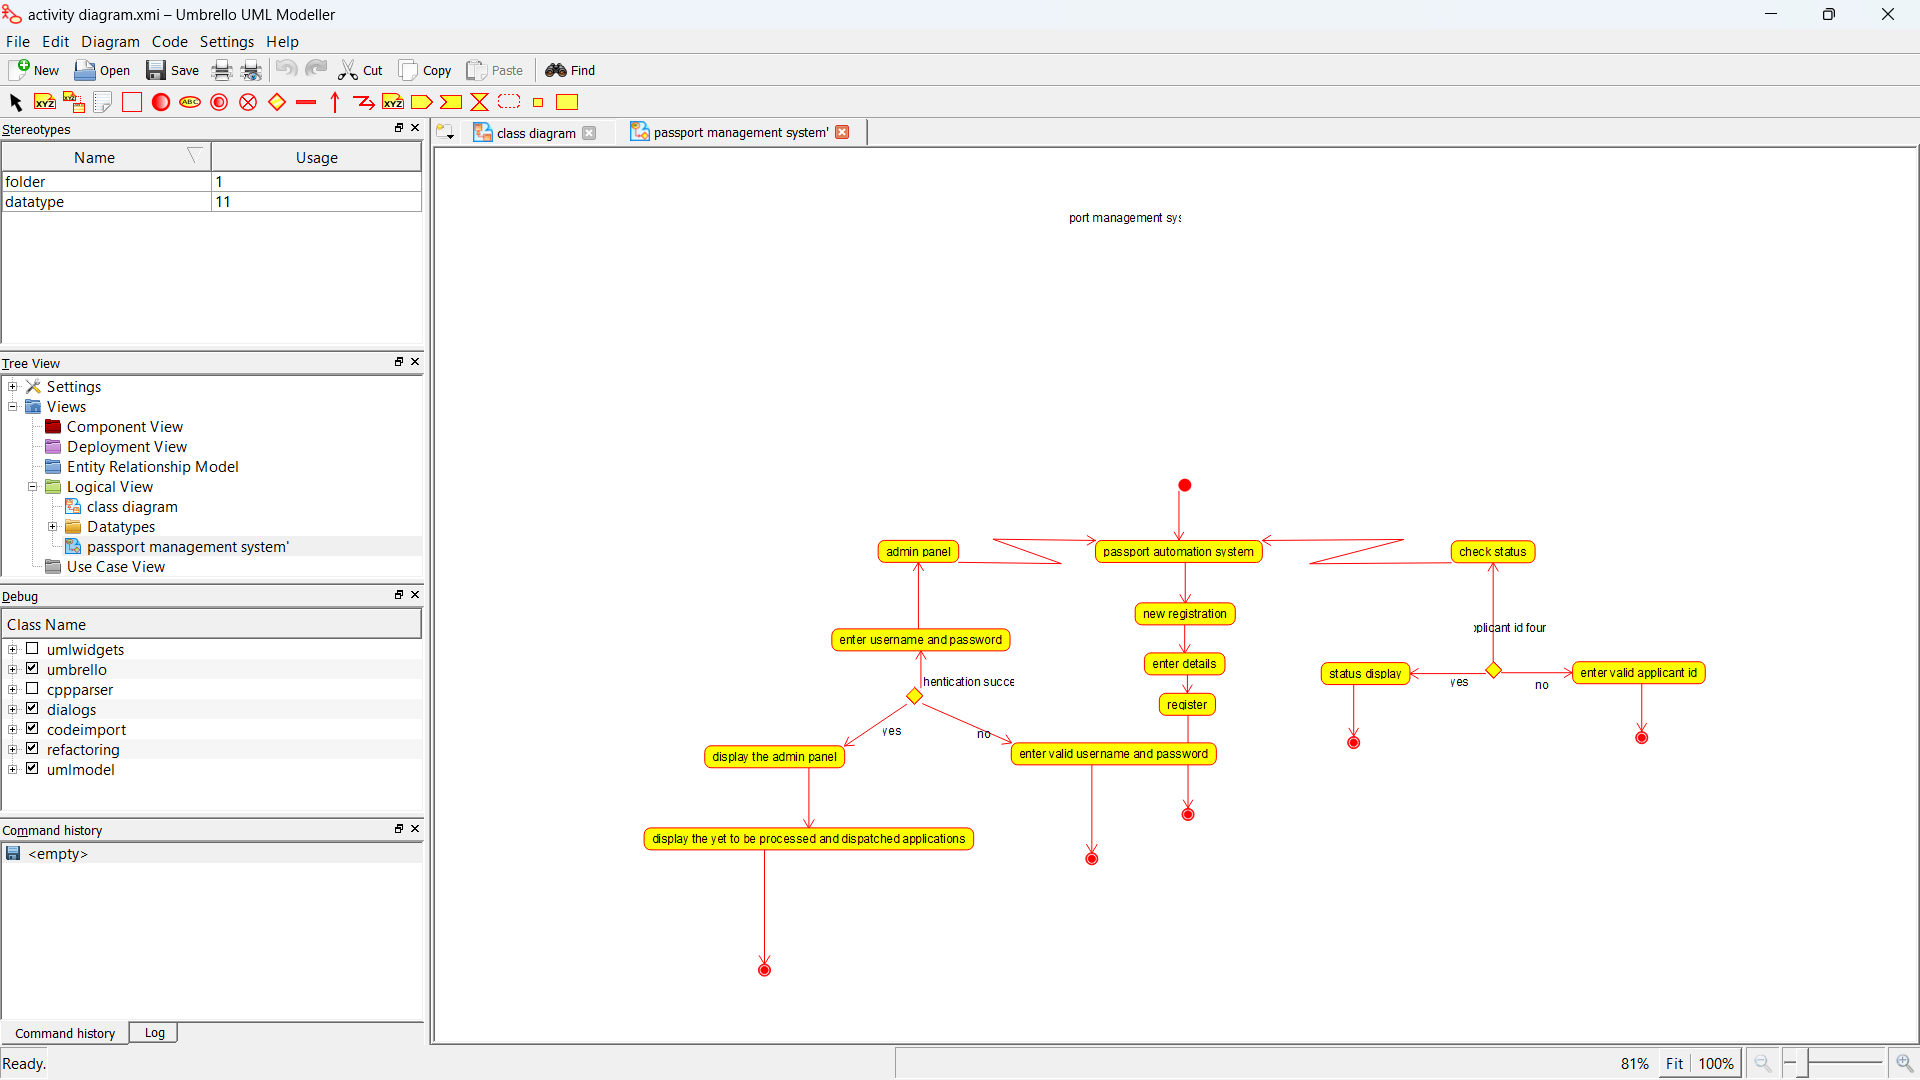 activity diagram.xmi – Umbrello UML Modeller
File Edit Diagram Code Settings Help
New Open Save Cut Copy Paste Find
XYZ XYZ ABC XYZ
Stereotypes
Name Usage
folder 1
datatype 11
Tree View
Settings
Views
Component View
Deployment View
Entity Relationship Model
Logical View
class diagram
Datatypes
passport management system'
Use Case View
Debug
Class Name
umlwidgets
umbrello
cppparser
dialogs
codeimport
refactoring
umlmodel
Command history
<empty>
Command history Log
Ready.
class diagram passport management system'
port management sys
admin panel passport automation system check status
new registration
enter username and password
plicant id four
enter details
status display enter valid applicant id
hentication succe
yes no
register
yes no
display the admin panel enter valid username and password
display the yet to be processed and dispatched applications
81% Fit 100%